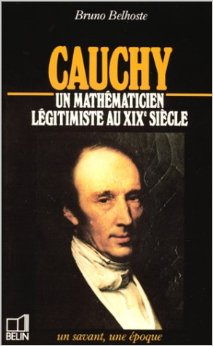 Bruno Belhoste
CAUCHY
UN MATHÉMATICIEN
LÉGITIMISTE AU XIXᵉ SIÈCLE
BELIN
un savant, une époque